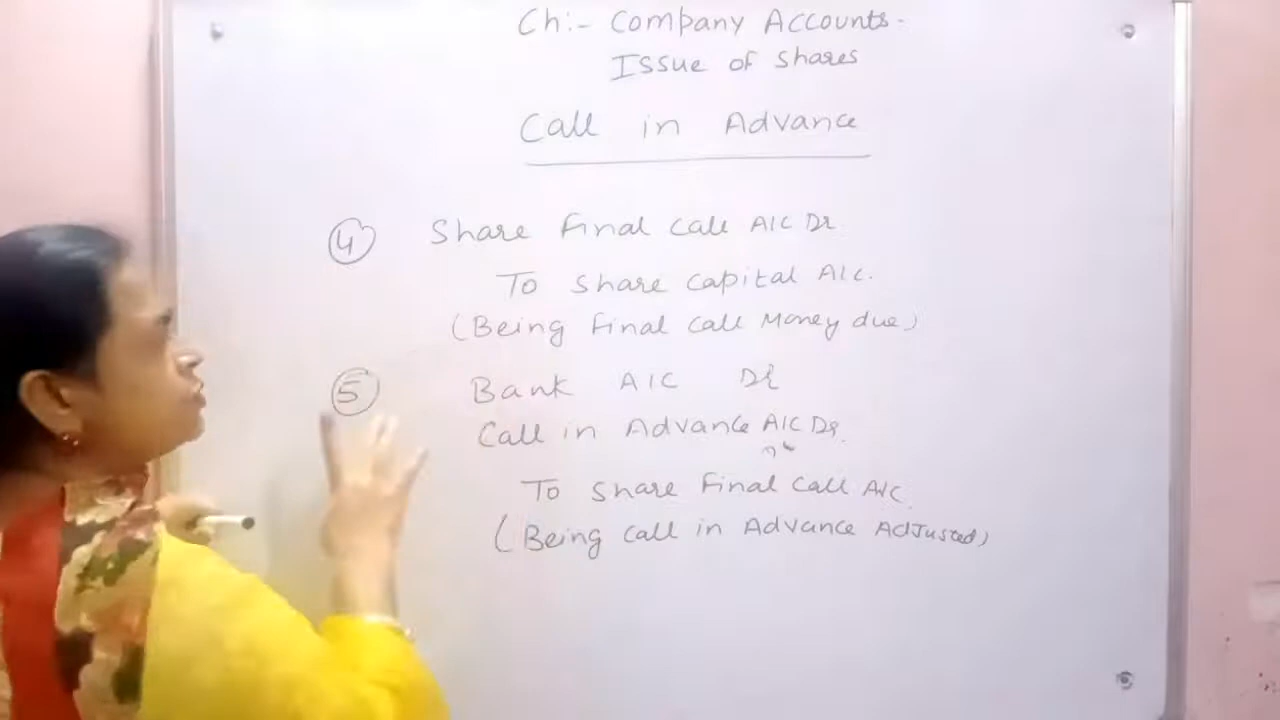 Ch:- Company Accounts.
Issue of Shares
Call in Advance
4 Share Final Call A/C Dr.
To Share Capital A/c.
(Being Final Call Money due)
5 Bank A/C Dr
Call in Advance A/C Dr.
To Share Final Call A/C.
(Being Call in Advance Adjusted)